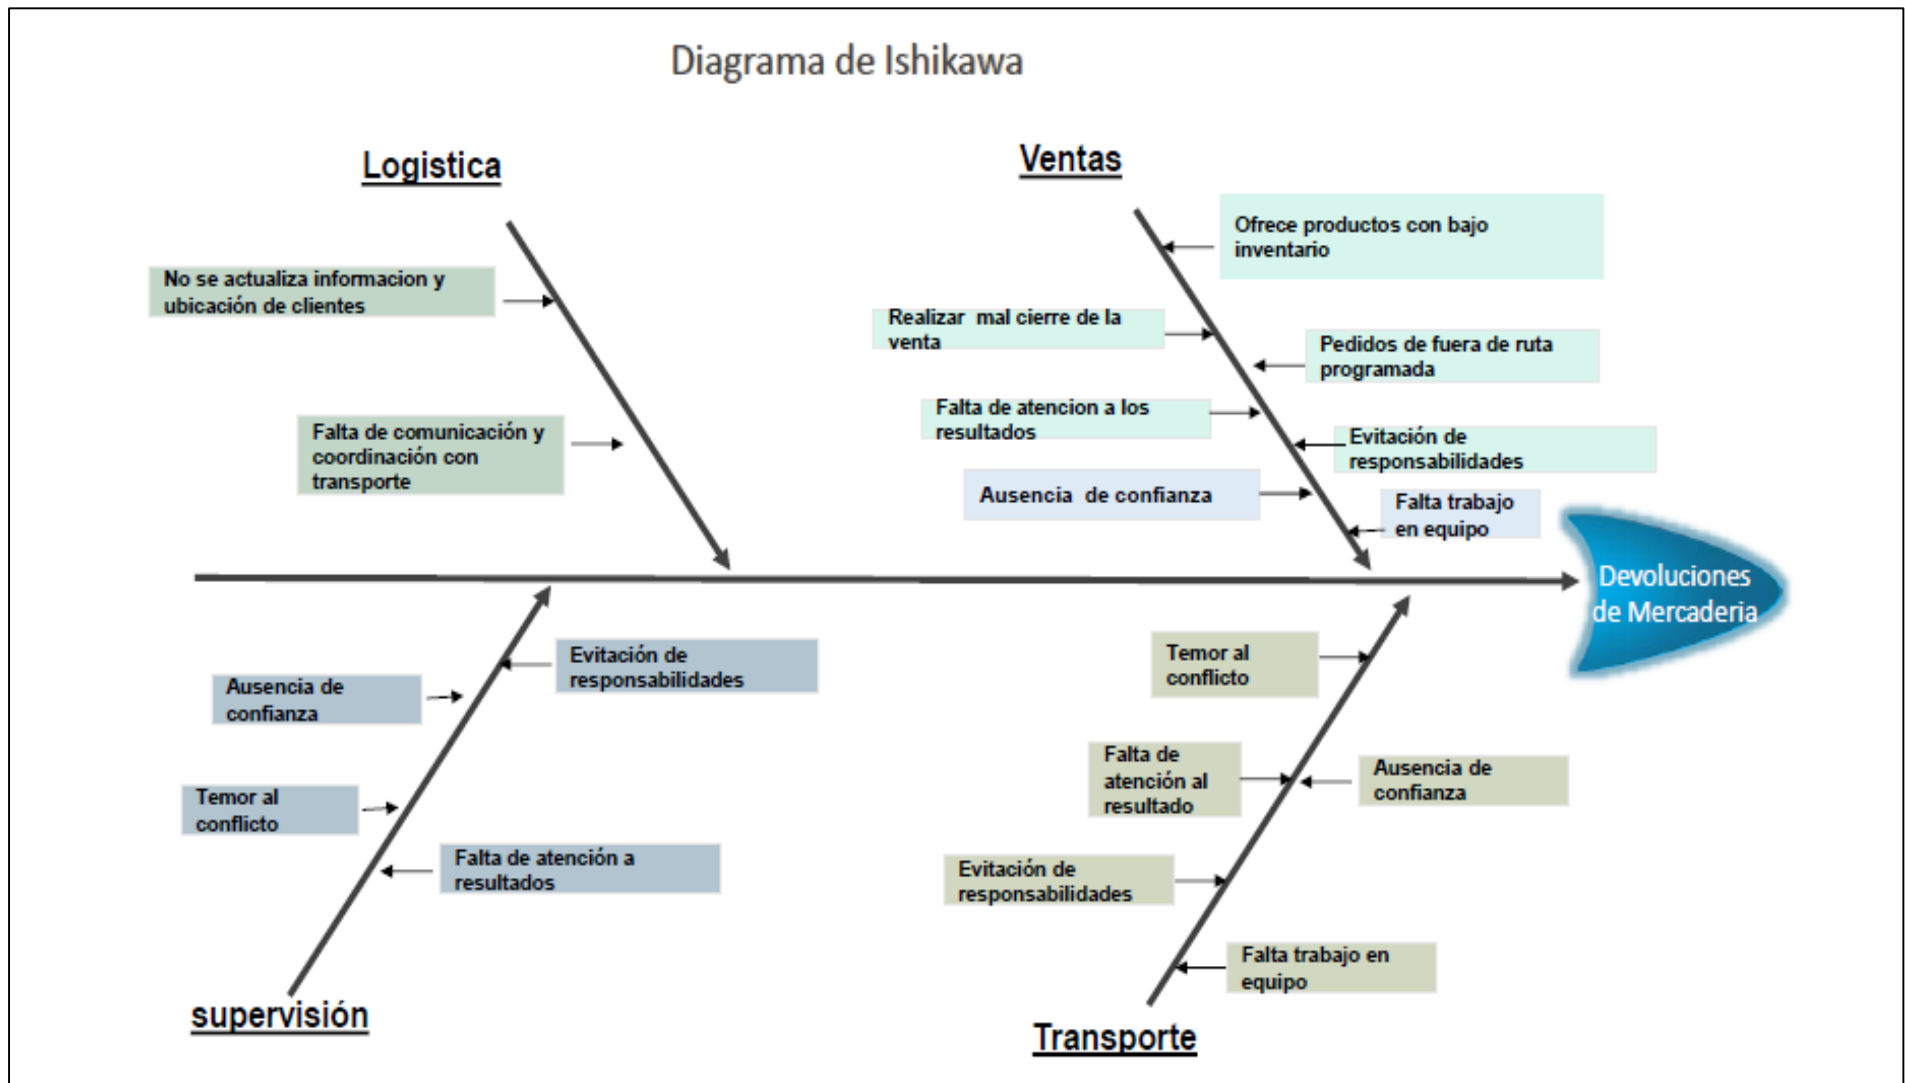 Diagrama de Ishikawa
Logistica
Ventas
Ofrece productos con bajo
inventario
No se actualiza informacion y
ubicación de clientes
Realizar mal cierre de la
venta
Pedidos de fuera de ruta
programada
Falta de atencion a los
resultados
Falta de comunicación y
coordinación con
transporte
Evitación de
responsabilidades
Ausencia de confianza
Falta trabajo
en equipo
Devoluciones
de Mercaderia
Evitación de
responsabilidades
Ausencia de
confianza
Temor al
conflicto
Temor al
conflicto
Falta de
atención al
resultado
Ausencia de
confianza
Falta de atención a
resultados
Evitación de
responsabilidades
Falta trabajo en
equipo
supervisión
Transporte